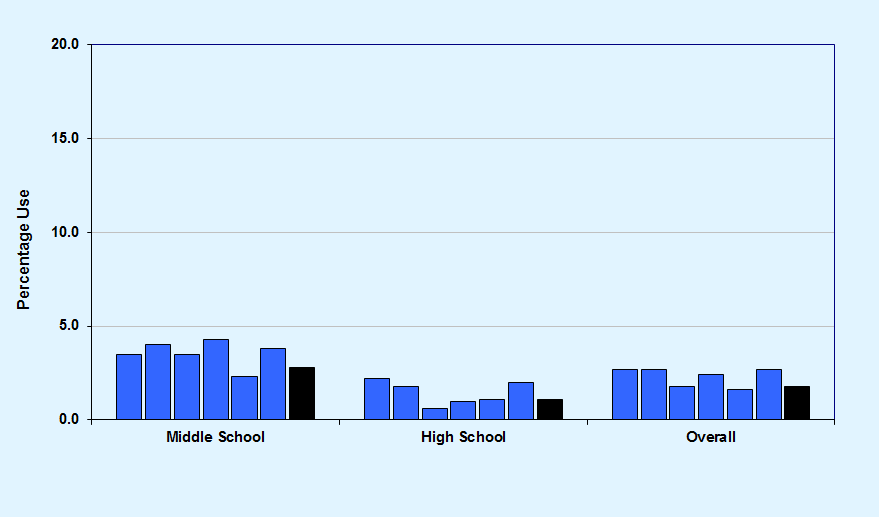 20.0
15.0
10.0
5.0
0.0
Percentage Use
Middle School
High School
Overall